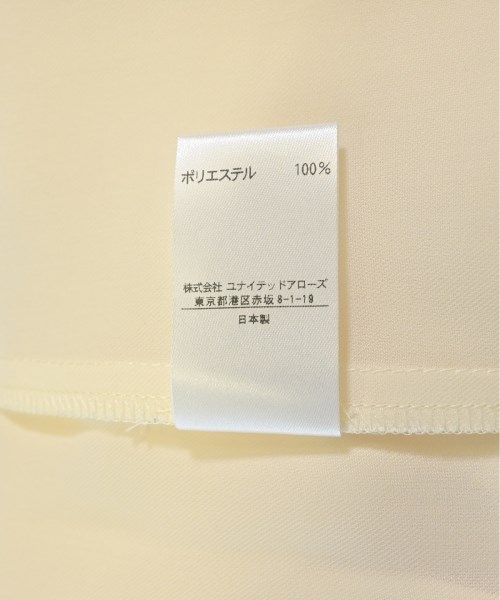 ポリエステル 100%
株式会社 ユナイテッドアローズ
東京都港区赤坂 8-1-19
日本製